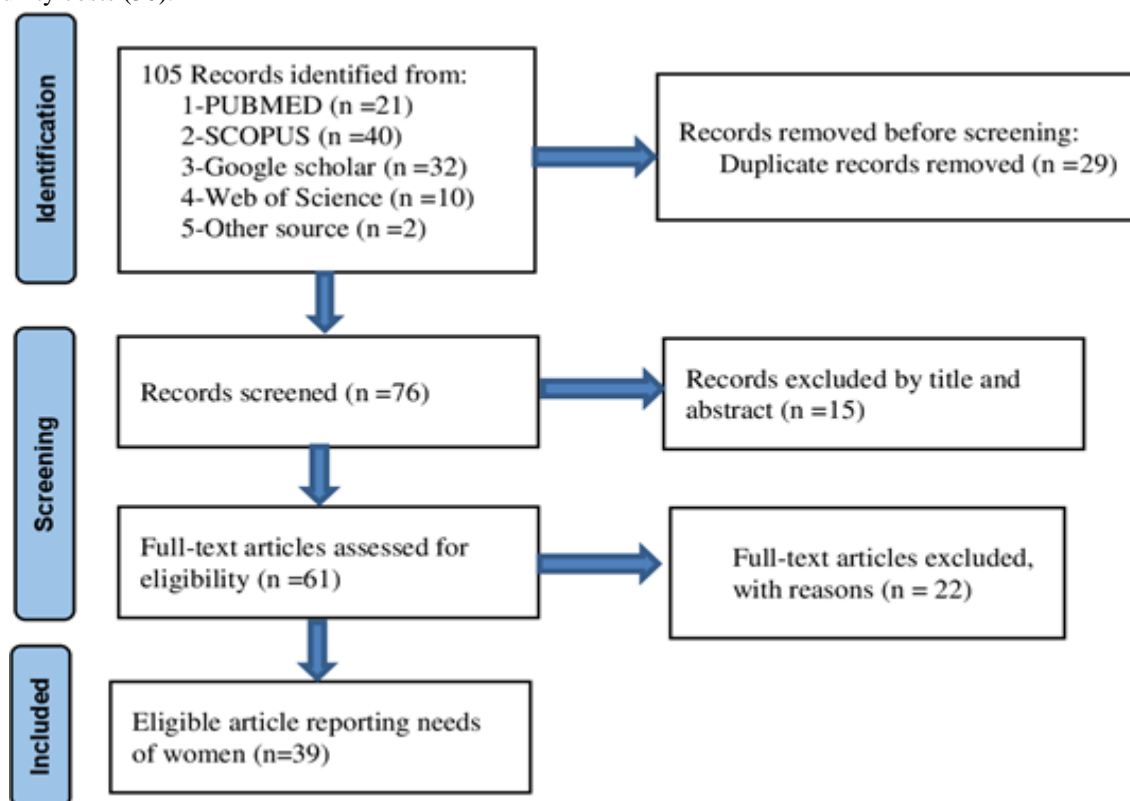 Identification
105 Records identified from:
1-PUBMED (n =21)
2-SCOPUS (n =40)
3-Google scholar (n =32)
4-Web of Science (n =10)
5-Other source (n =2)
Records removed before screening:
Duplicate records removed (n =29)
Screening
Records screened (n =76)
Records excluded by title and
abstract (n =15)
Full-text articles assessed for
eligibility (n =61)
Full-text articles excluded,
with reasons (n = 22)
Included
Eligible article reporting needs
of women (n=39)